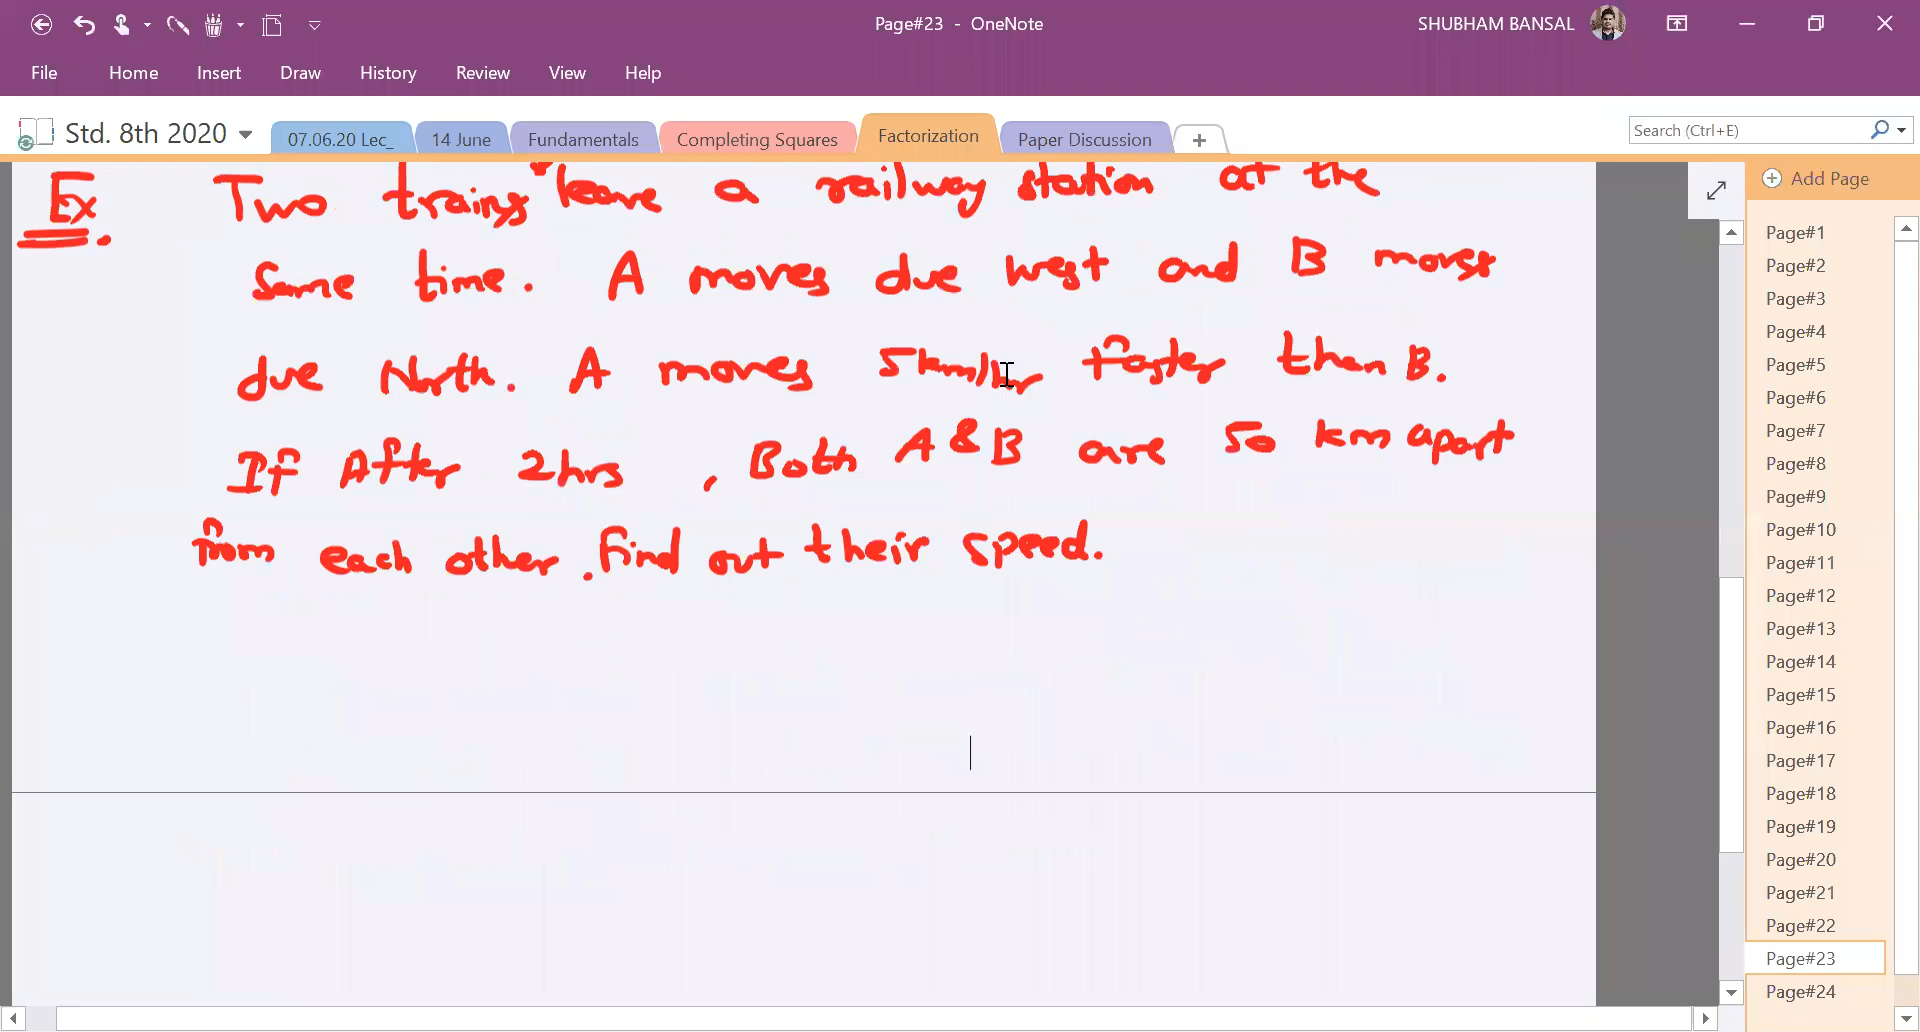 Page#23 - OneNote
SHUBHAM BANSAL
File Home Insert Draw History Review View Help
Std. 8th 2020
07.06.20 Lec_ 14 June Fundamentals Completing Squares Factorization Paper Discussion +
Search (Ctrl+E)
Ex. Two trains leave a railway station at the
same time. A moves due west and B moves
due North. A moves 5km/hr faster than B.
If After 2hrs, Both A & B are 50 km apart
from each other. Find out their speed.
Add Page
Page#1
Page#2
Page#3
Page#4
Page#5
Page#6
Page#7
Page#8
Page#9
Page#10
Page#11
Page#12
Page#13
Page#14
Page#15
Page#16
Page#17
Page#18
Page#19
Page#20
Page#21
Page#22
Page#23
Page#24